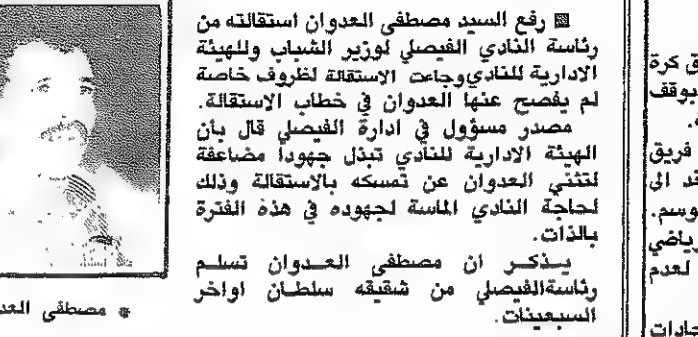 رفع السيد مصطفى العدوان استقالته من
رئاسة النادي الفيصلي لوزير الشباب وللهيئة
الادارية للنادي وجاءت الاستقالة لظروف خاصة
لم يفصح عنها العدوان في خطاب الاستقالة.
مصدر مسؤول في ادارة الفيصلي قال بأن
الهيئة الادارية للنادي تبذل جهوداً مضاعفة
لتثني العدوان عن تمسكه بالاستقالة وذلك
لحاجة النادي الماسة لجهوده في هذه الفترة
بالذات.
يذكر ان مصطفى العدوان تسلم
رئاسة الفيصلي من شقيقه سلطان اواخر
السبعينات.
* مصطفى العد
ق كرة
بوقف
فريق
قد الى
وسم.
رياضي
لعدم
جادات